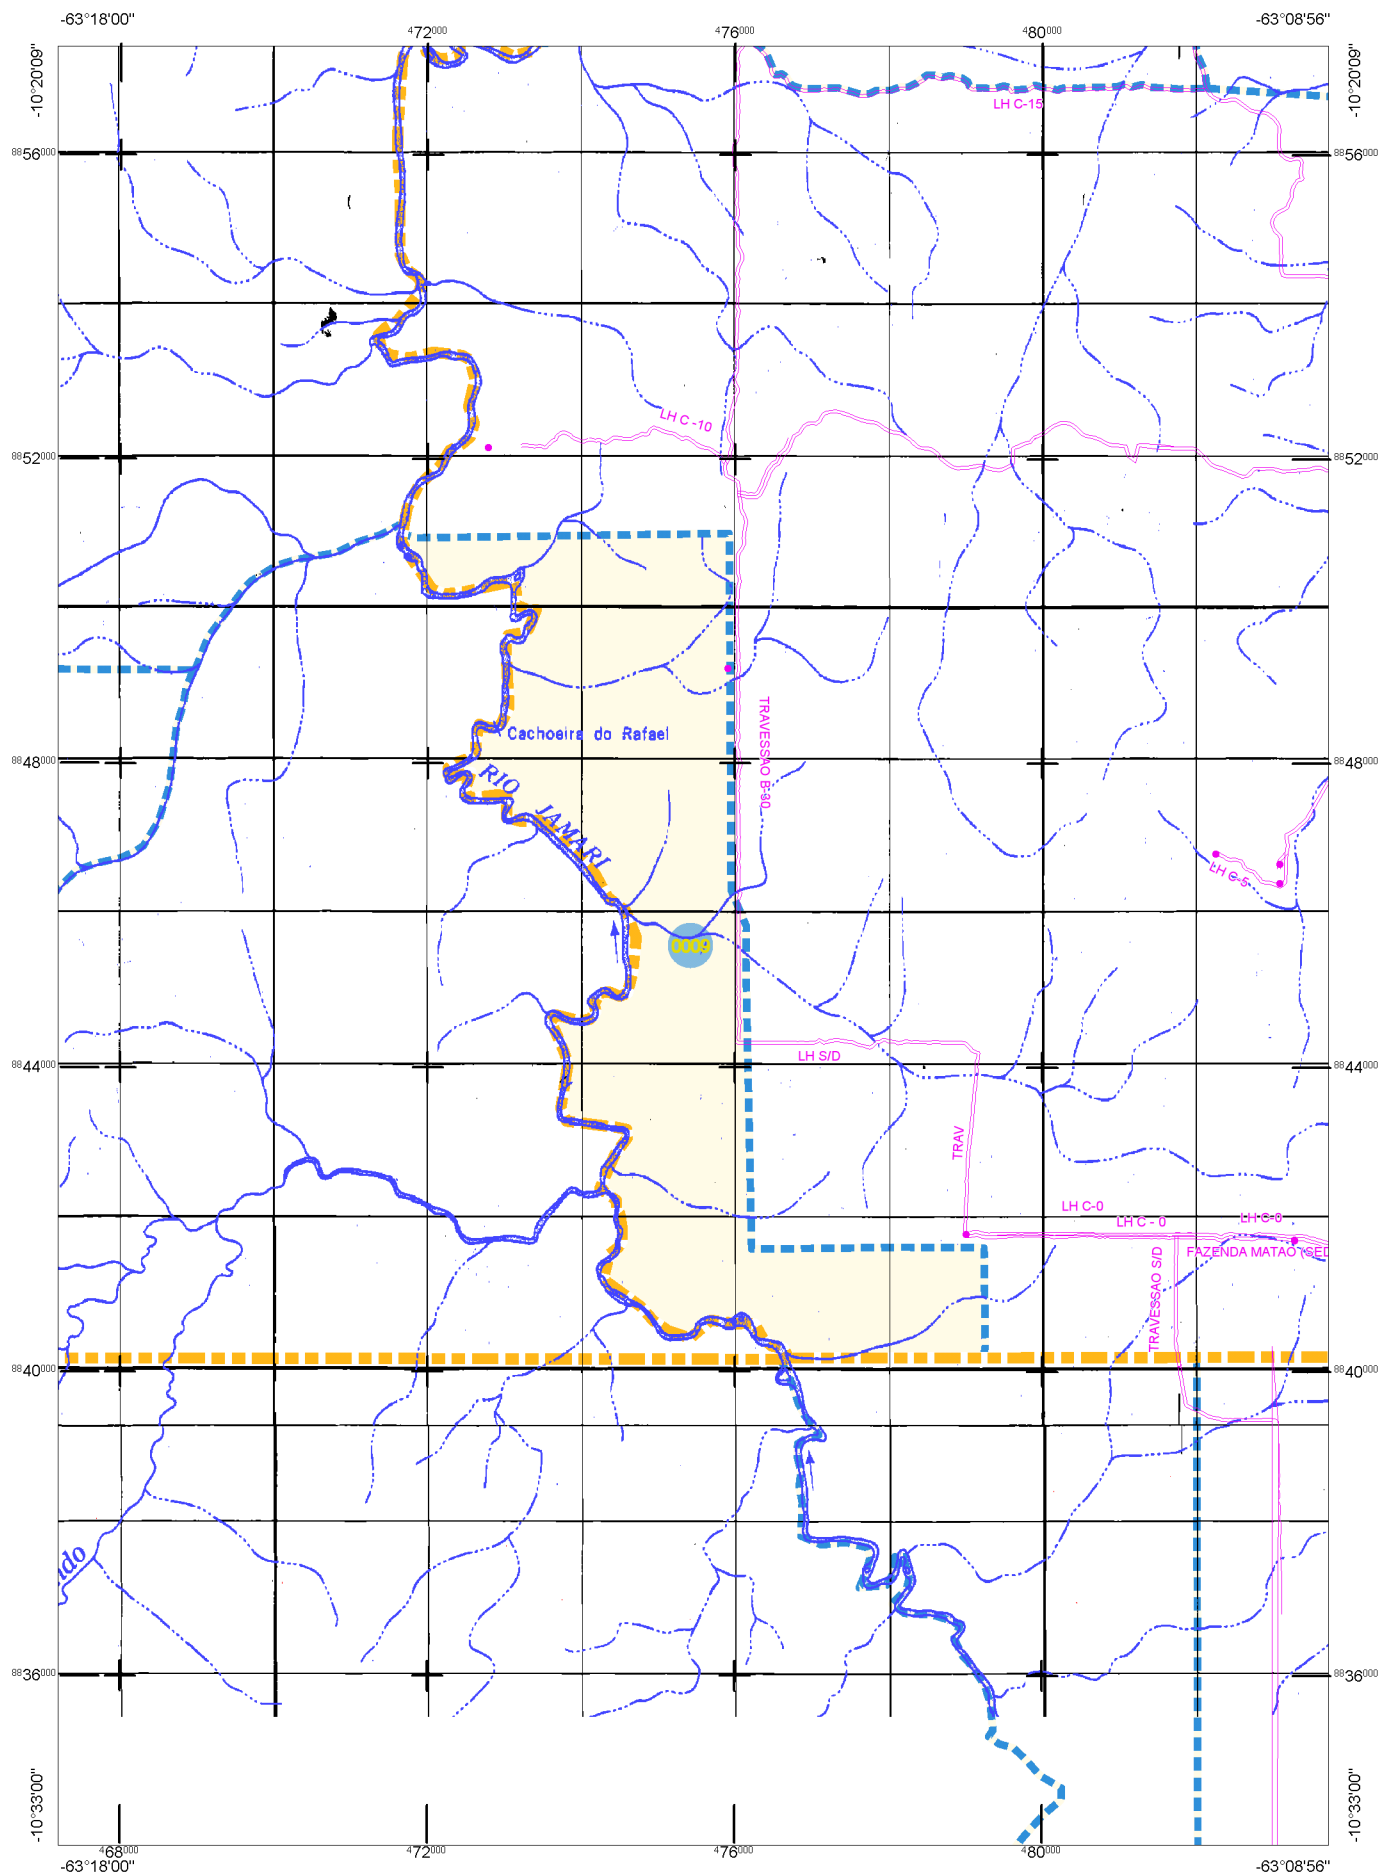 -63°18'00"
-63°08'56"
472000
476000
480000
-10°20'09"
-10°20'09"
LH C-15
8856000
8856000
LH C -10
8852000
8852000
TRAVESSAO B-30
Cachoeira do Rafael
8848000
8848000
RIO JAMARI
LH C-5
0009
LH S/D
8844000
8844000
TRAV
LH C-0
LH C - 0
LH C-0
FAZENDA MATAO (SED
TRAVESSAO S/D
8840000
8840000
ndo
8836000
8836000
-10°33'00"
-10°33'00"
468000
472000
476000
480000
-63°18'00"
-63°08'56"